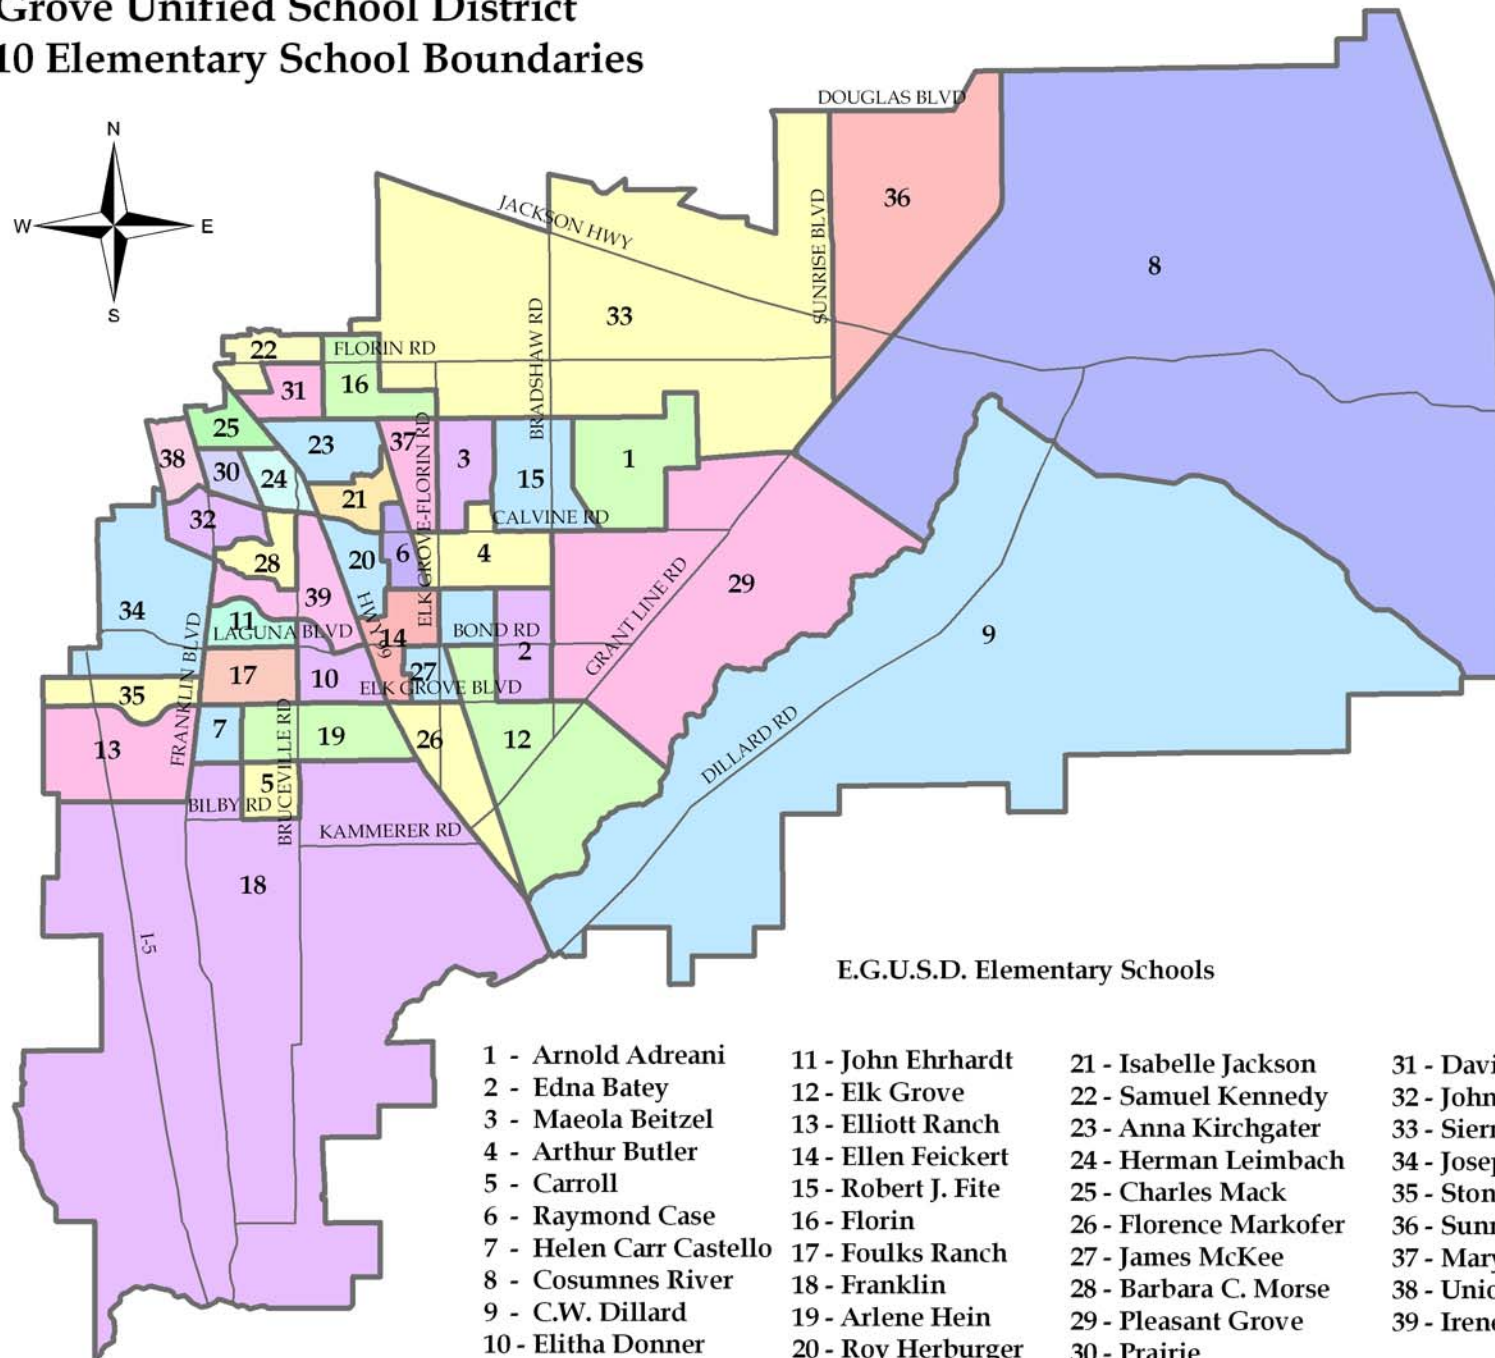 Grove Unified School District
10 Elementary School Boundaries
N
W
E
S
DOUGLAS BLVD
JACKSON HWY
SUNRISE BLVD
36
8
33
BRADSHAW RD
22
FLORIN RD
31
16
25
23
37
38
30
24
3
15
1
21
ELK GROVE-FLORIN RD
CALVINE RD
32
28
20
6
4
29
GRANT LINE RD
39
34
11
LAGUNA BLVD
HWY 99
14
BOND RD
2
9
FRANKLIN BLVD
17
10
27
ELK GROVE BLVD
35
13
7
19
26
12
DILLARD RD
5
BILBY RD
BRUCEVILLE RD
KAMMERER RD
18
I-5
E.G.U.S.D. Elementary Schools
1 - Arnold Adreani
2 - Edna Batey
3 - Maeola Beitzel
4 - Arthur Butler
5 - Carroll
6 - Raymond Case
7 - Helen Carr Castello
8 - Cosumnes River
9 - C.W. Dillard
10 - Elitha Donner
11 - John Ehrhardt
12 - Elk Grove
13 - Elliott Ranch
14 - Ellen Feickert
15 - Robert J. Fite
16 - Florin
17 - Foulks Ranch
18 - Franklin
19 - Arlene Hein
20 - Roy Herburger
21 - Isabelle Jackson
22 - Samuel Kennedy
23 - Anna Kirchgater
24 - Herman Leimbach
25 - Charles Mack
26 - Florence Markofer
27 - James McKee
28 - Barbara C. Morse
29 - Pleasant Grove
30 - Prairie
31 - Davi
32 - John
33 - Sierr
34 - Josep
35 - Ston
36 - Sunr
37 - Mary
38 - Unio
39 - Irene